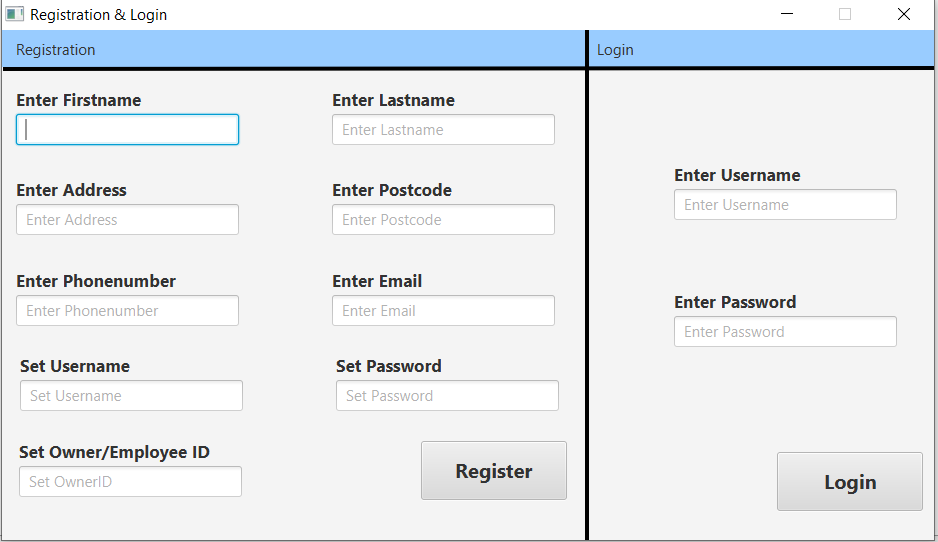 Registration & Login
Registration
Login
Enter Firstname
Enter Lastname
Enter Lastname
Enter Address
Enter Postcode
Enter Address
Enter Postcode
Enter Phonenumber
Enter Email
Enter Phonenumber
Enter Email
Set Username
Set Password
Set Username
Set Password
Set Owner/Employee ID
Set OwnerID
Register
Enter Username
Enter Username
Enter Password
Enter Password
Login